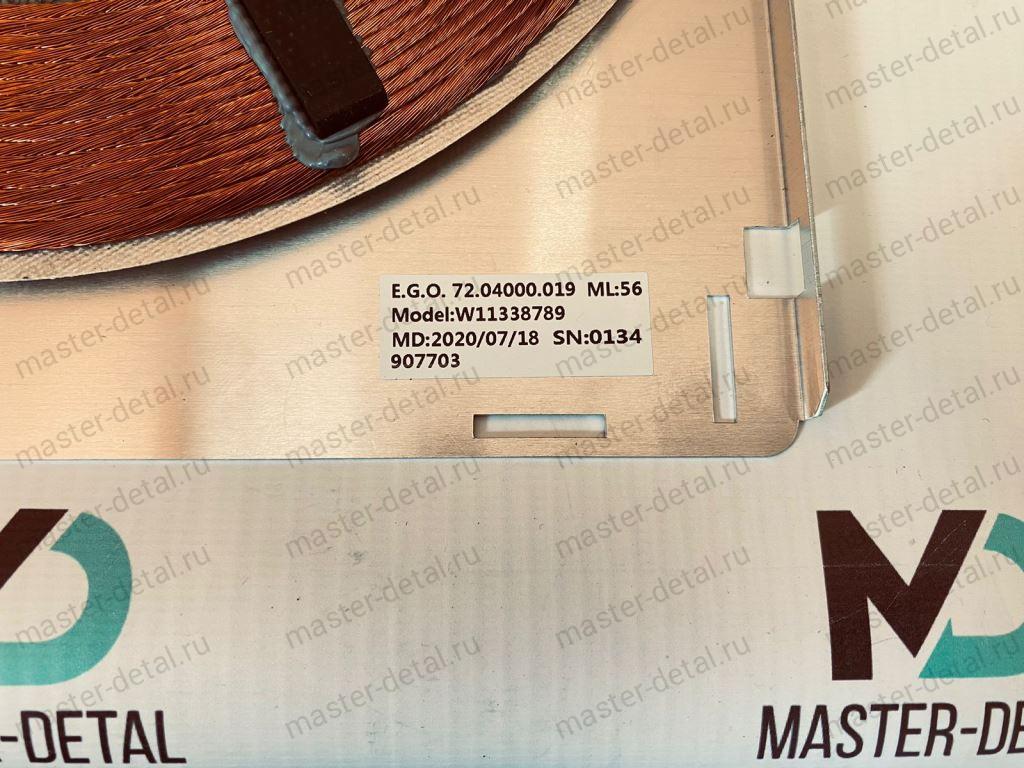 E.G.O. 72.04000.019 ML:56
Model:W11338789
MD:2020/07/18 SN:0134
907703
MD
-DETAL
MASTER-DE
master-detal.ru